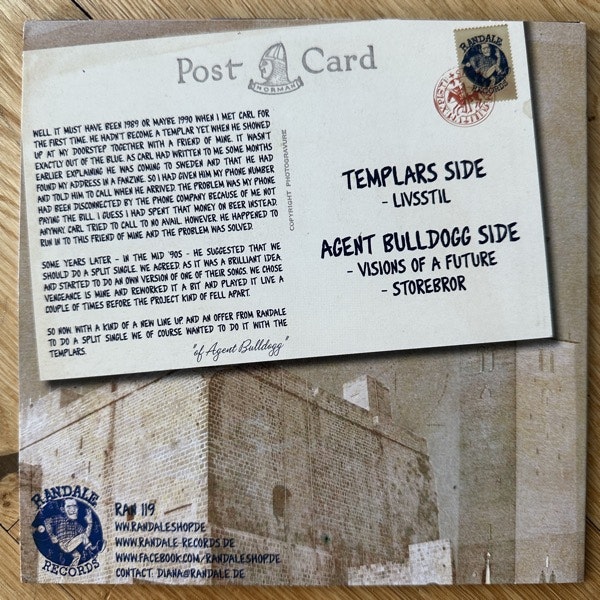 Post Card
NORMAN
RANDALE
RECORDS
WELL IT MUST HAVE BEEN 1989 OR MAYBE 1990 WHEN I MET CARL FOR
THE FIRST TIME. HE HADN'T BECOME A TEMPLAR YET WHEN HE SHOWED
UP AT MY DOORSTEP TOGETHER WITH A FRIEND OF MINE. IT WASN'T
EXACTLY OUT OF THE BLUE, AS CARL HAD WRITTEN TO ME SOME MONTHS
EARLIER EXPLAINING HE WAS COMING TO SWEDEN AND THAT HE HAD
FOUND MY ADDRESS IN A FANZINE. SO I HAD GIVEN HIM MY PHONE NUMBER
AND TOLD HIM TO CALL WHEN HE ARRIVED. THE PROBLEM WAS MY PHONE
HAD BEEN DISCONNECTED BY THE PHONE COMPANY BECAUSE OF ME NOT
PAYING THE BILL. I GUESS I HAD SPENT THAT MONEY ON BEER INSTEAD.
ANYWAY, CARL TRIED TO CALL TO NO AVAIL. HOWEVER, HE HAPPENED TO
RUN IN TO THIS FRIEND OF MINE AND THE PROBLEM WAS SOLVED.
SOME YEARS LATER - IN THE MID '90S - HE SUGGESTED THAT WE
SHOULD DO A SPLIT SINGLE. WE AGREED, AS IT WAS A BRILLIANT IDEA,
AND STARTED TO DO AN OWN VERSION OF ONE OF THEIR SONGS. WE CHOSE
VENGEANCE IS MINE AND REWORKED IT A BIT AND PLAYED IT LIVE A
COUPLE OF TIMES BEFORE THE PROJECT KIND OF FELL APART.
SO NOW, WITH A KIND OF A NEW LINE UP AND AN OFFER FROM RANDALE
TO DO A SPLIT SINGLE WE OF COURSE WANTED TO DO IT WITH THE
TEMPLARS.
"of Agent Bulldogg"
COPYRIGHT PHOTOGRAVURE
TEMPLARS SIDE
- LIVSSTIL
AGENT BULLDOGG SIDE
- VISIONS OF A FUTURE
- STOREBROR
RANDALE
RECORDS
RAN 119
WW.RANDALESHOP.DE
WWW.RANDALE-RECORDS.DE
WWW.FACEBOOK.COM/RANDALESHOP.DE
CONTACT: DIANA@RANDALE.DE